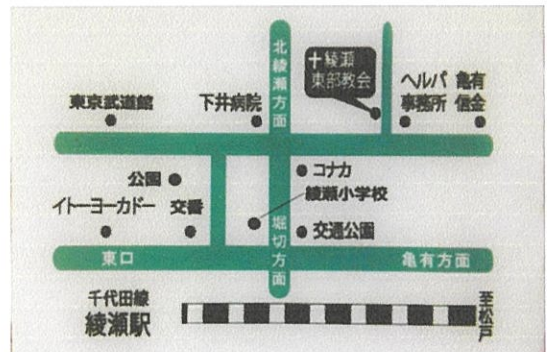 北綾瀬方面
綾瀬
東部教会
東京武道館
下井病院
ヘルパ
事務所
亀有
信金
公園
コナカ
綾瀬小学校
イトーヨーカドー
交番
交通公園
堀切方面
東口
亀有方面
千代田線
綾瀬駅
至松戸